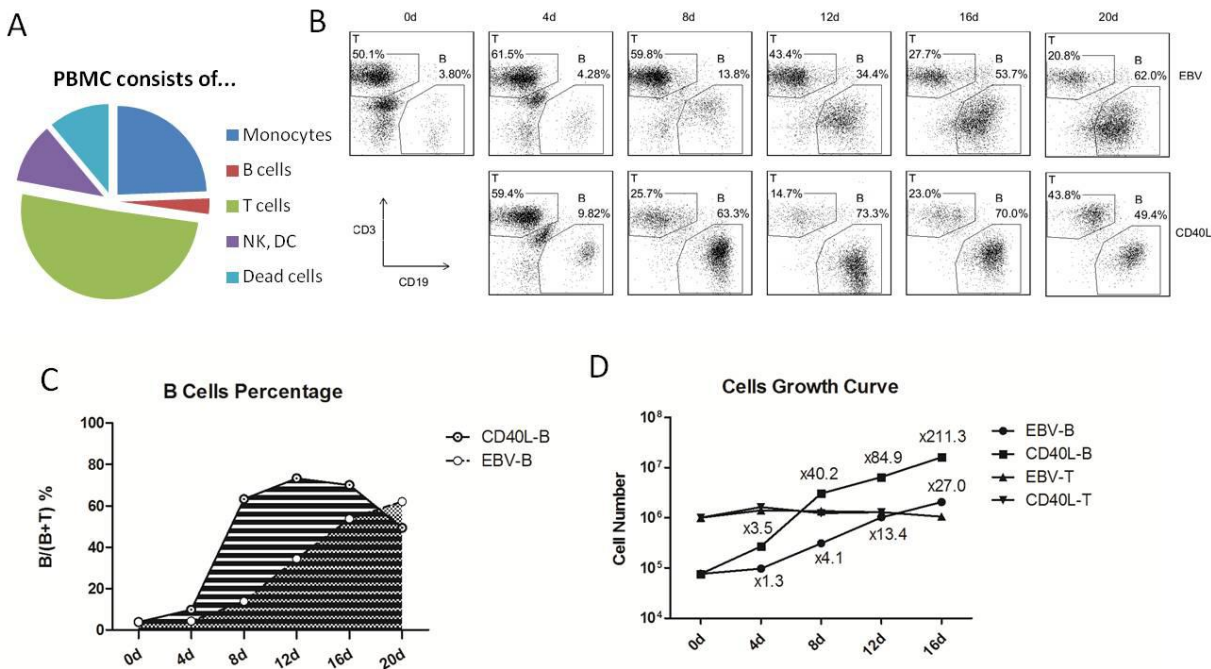 A
PBMC consists of...
Monocytes
B cells
T cells
NK, DC
Dead cells
B
0d 4d 8d 12d 16d 20d
T
50.1%
B
3.80%
T
61.5%
B
4.28%
T
59.8%
B
13.8%
T
43.4%
B
34.4%
T
27.7%
B
53.7%
T
20.8%
B
62.0%
EBV
T
59.4%
B
9.82%
T
25.7%
B
63.3%
T
14.7%
B
73.3%
T
23.0%
B
70.0%
T
43.8%
B
49.4%
CD40L
CD3
CD19
C
B Cells Percentage
B/(B+T) %
100
80
60
40
20
0
0d 4d 8d 12d 16d 20d
CD40L-B
EBV-B
D
Cells Growth Curve
Cell Number
10⁸
10⁷
10⁶
10⁵
10⁴
x211.3
x84.9
x40.2
x27.0
x3.5
x13.4
x4.1
x1.3
0d 4d 8d 12d 16d
EBV-B
CD40L-B
EBV-T
CD40L-T